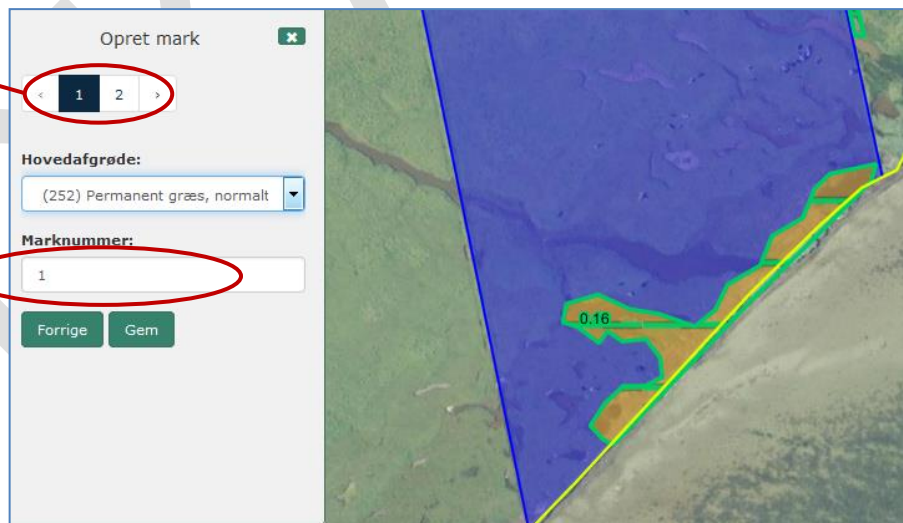 Opret mark
‹ 1 2 ›
Hovedafgrøde:
(252) Permanent græs, normalt
Marknummer:
1
Forrige Gem
0.16